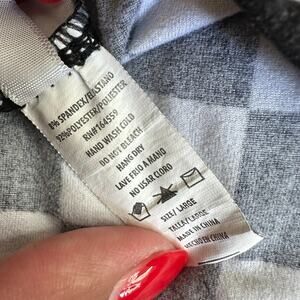 8% SPANDEX/ELASTANO
92% POLYESTER/POLIESTER
RN#164559
HAND WASH COLD
DO NOT BLEACH
HANG DRY
LAVE FRIO A MANO
NO USAR CLORO
SIZE/ LARGE
TALLA/ LARGE
MADE IN CHINA
HECHO EN CHINA